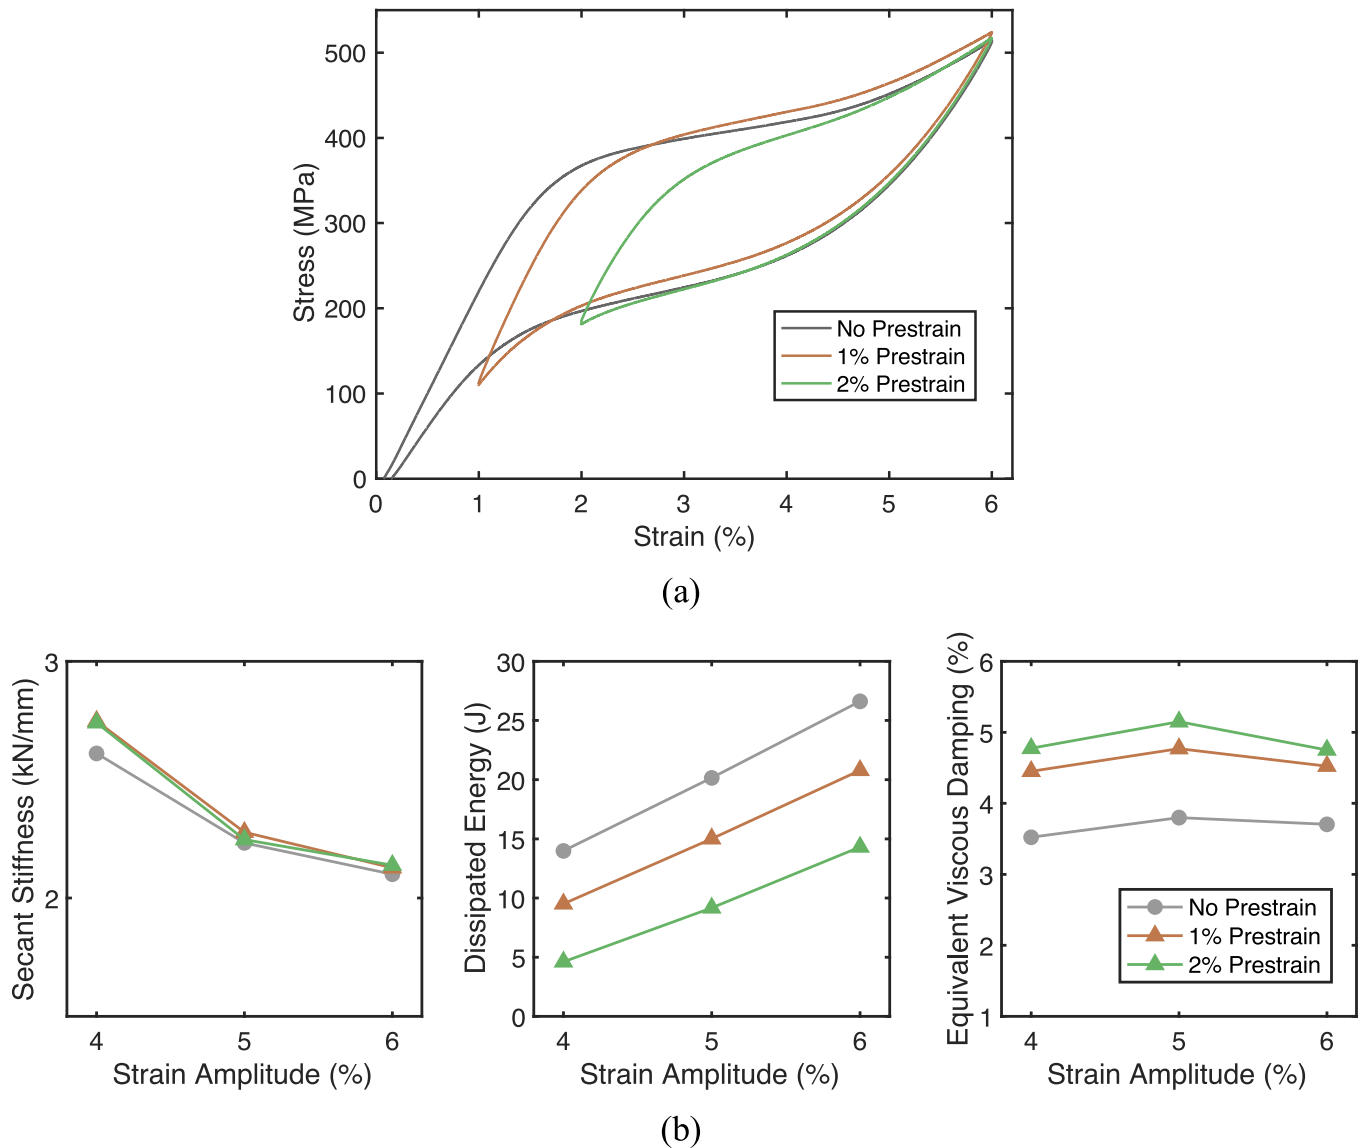 500
400
300
200
100
0
Stress (MPa)
No Prestrain
1% Prestrain
2% Prestrain
0 1 2 3 4 5 6
Strain (%)
(a)
3
2
Secant Stiffness (kN/mm)
4 5 6
Strain Amplitude (%)
30
25
20
15
10
5
0
Dissipated Energy (J)
4 5 6
Strain Amplitude (%)
6
5
4
3
2
1
Equivalent Viscous Damping (%)
No Prestrain
1% Prestrain
2% Prestrain
4 5 6
Strain Amplitude (%)
(b)